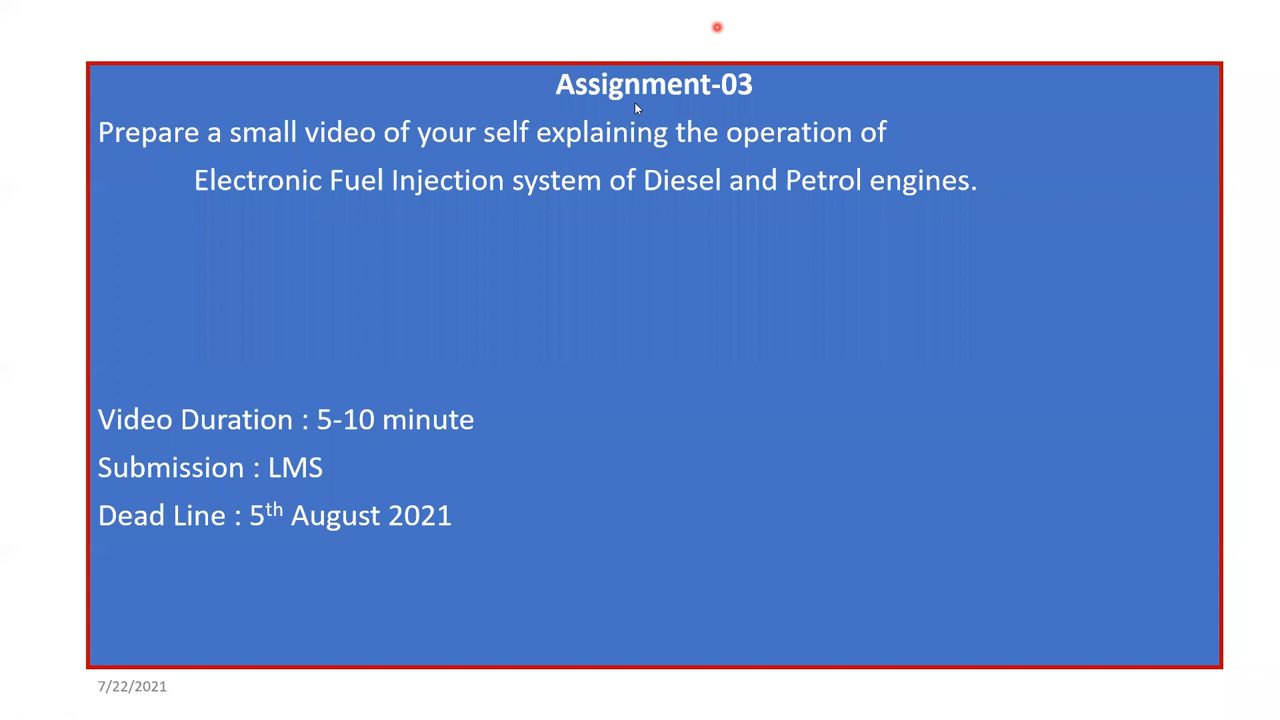 Assignment-03
Prepare a small video of your self explaining the operation of
Electronic Fuel Injection system of Diesel and Petrol engines.
Video Duration : 5-10 minute
Submission : LMS
Dead Line : 5th August 2021
7/22/2021